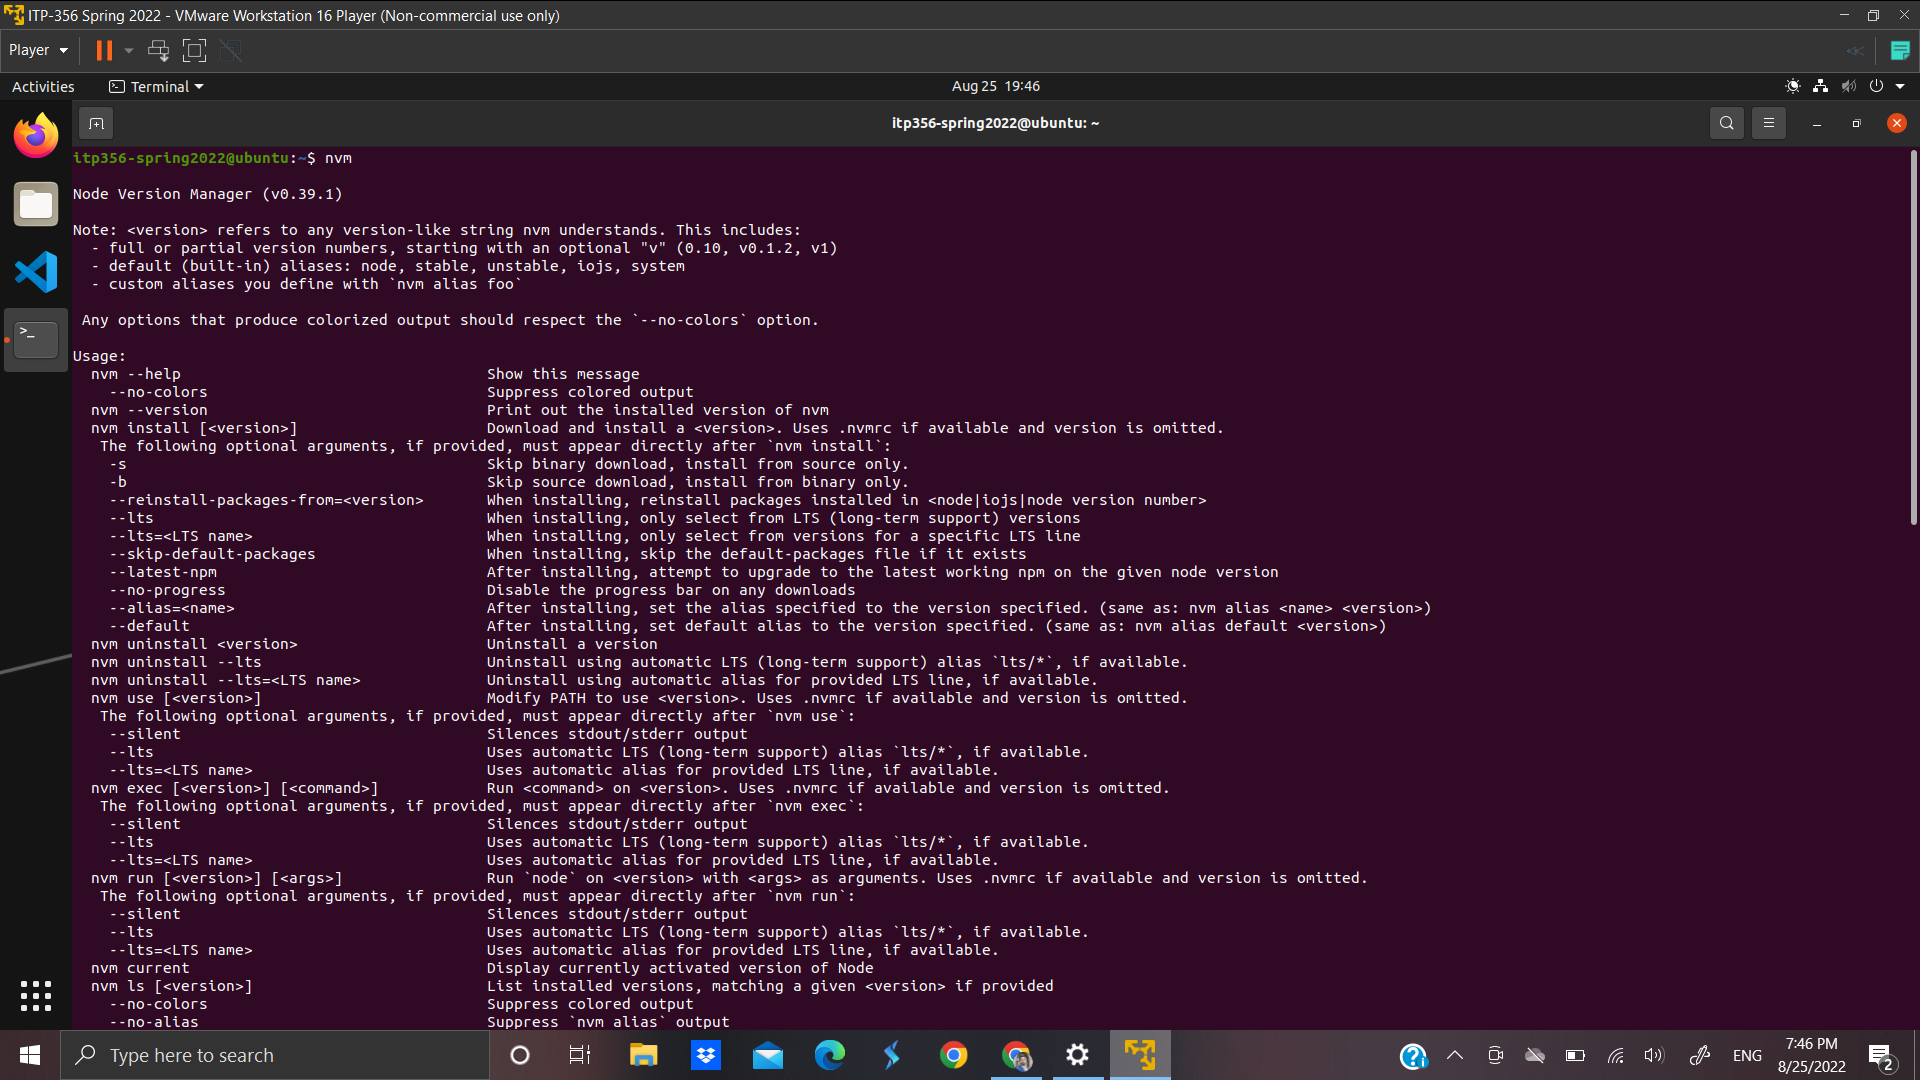 ITP-356 Spring 2022 - VMware Workstation 16 Player (Non-commercial use only)
Player
Activities
Terminal
Aug 25  19:46
itp356-spring2022@ubuntu: ~
itp356-spring2022@ubuntu:~$ nvm
Node Version Manager (v0.39.1)
Note: <version> refers to any version-like string nvm understands. This includes:
  - full or partial version numbers, starting with an optional "v" (0.10, v0.1.2, v1)
  - default (built-in) aliases: node, stable, unstable, iojs, system
  - custom aliases you define with `nvm alias foo`
 Any options that produce colorized output should respect the `--no-colors` option.
Usage:
  nvm --help                                  Show this message
    --no-colors                               Suppress colored output
  nvm --version                               Print out the installed version of nvm
  nvm install [<version>]                     Download and install a <version>. Uses .nvmrc if available and version is omitted.
   The following optional arguments, if provided, must appear directly after `nvm install`:
    -s                                        Skip binary download, install from source only.
    -b                                        Skip source download, install from binary only.
    --reinstall-packages-from=<version>       When installing, reinstall packages installed in <node|iojs|node version number>
    --lts                                     When installing, only select from LTS (long-term support) versions
    --lts=<LTS name>                          When installing, only select from versions for a specific LTS line
    --skip-default-packages                   When installing, skip the default-packages file if it exists
    --latest-npm                              After installing, attempt to upgrade to the latest working npm on the given node version
    --no-progress                             Disable the progress bar on any downloads
    --alias=<name>                            After installing, set the alias specified to the version specified. (same as: nvm alias <name> <version>)
    --default                                 After installing, set default alias to the version specified. (same as: nvm alias default <version>)
  nvm uninstall <version>                     Uninstall a version
  nvm uninstall --lts                         Uninstall using automatic LTS (long-term support) alias `lts/*`, if available.
  nvm uninstall --lts=<LTS name>              Uninstall using automatic alias for provided LTS line, if available.
  nvm use [<version>]                         Modify PATH to use <version>. Uses .nvmrc if available and version is omitted.
   The following optional arguments, if provided, must appear directly after `nvm use`:
    --silent                                  Silences stdout/stderr output
    --lts                                     Uses automatic LTS (long-term support) alias `lts/*`, if available.
    --lts=<LTS name>                          Uses automatic alias for provided LTS line, if available.
  nvm exec [<version>] [<command>]            Run <command> on <version>. Uses .nvmrc if available and version is omitted.
   The following optional arguments, if provided, must appear directly after `nvm exec`:
    --silent                                  Silences stdout/stderr output
    --lts                                     Uses automatic LTS (long-term support) alias `lts/*`, if available.
    --lts=<LTS name>                          Uses automatic alias for provided LTS line, if available.
  nvm run [<version>] [<args>]                Run `node` on <version> with <args> as arguments. Uses .nvmrc if available and version is omitted.
   The following optional arguments, if provided, must appear directly after `nvm run`:
    --silent                                  Silences stdout/stderr output
    --lts                                     Uses automatic LTS (long-term support) alias `lts/*`, if available.
    --lts=<LTS name>                          Uses automatic alias for provided LTS line, if available.
  nvm current                                 Display currently activated version of Node
  nvm ls [<version>]                          List installed versions, matching a given <version> if provided
    --no-colors                               Suppress colored output
    --no-alias                                Suppress `nvm alias` output
Type here to search
ENG
7:46 PM
8/25/2022
2